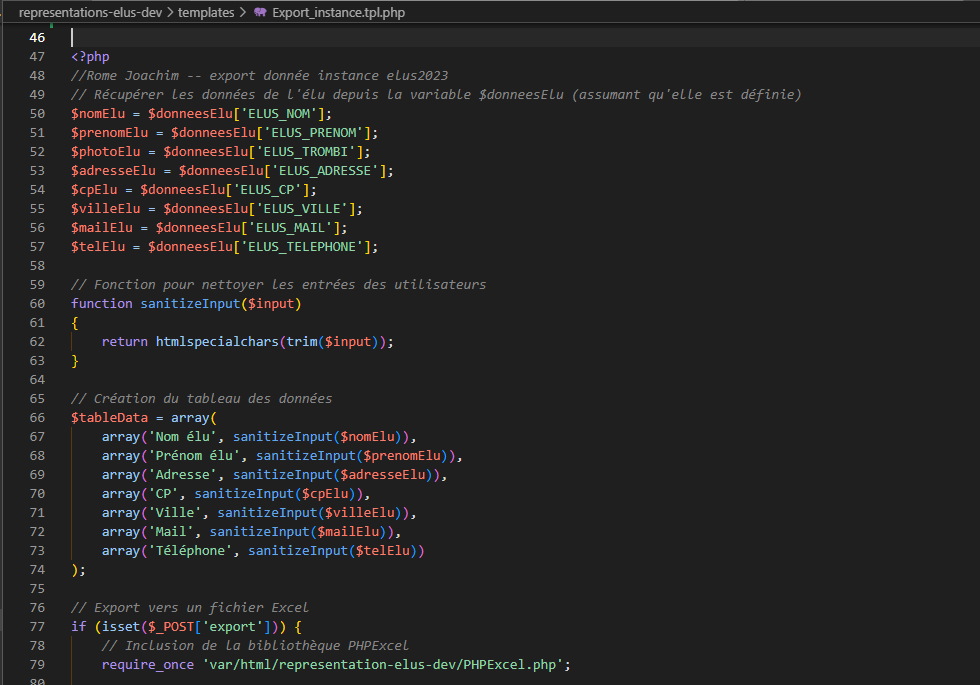 representations-elus-dev > templates > Export_instance.tpl.php
46
47 <?php
48 //Rome Joachim -- export donnée instance elus2023
49 // Récupérer les données de l'élu depuis la variable $donneesElu (assumant qu'elle est définie)
50 $nomElu = $donneesElu['ELUS_NOM'];
51 $prenomElu = $donneesElu['ELUS_PRENOM'];
52 $photoElu = $donneesElu['ELUS_TROMBI'];
53 $adresseElu = $donneesElu['ELUS_ADRESSE'];
54 $cpElu = $donneesElu['ELUS_CP'];
55 $villeElu = $donneesElu['ELUS_VILLE'];
56 $mailElu = $donneesElu['ELUS_MAIL'];
57 $telElu = $donneesElu['ELUS_TELEPHONE'];
58
59 // Fonction pour nettoyer les entrées des utilisateurs
60 function sanitizeInput($input)
61 {
62     return htmlspecialchars(trim($input));
63 }
64
65 // Création du tableau des données
66 $tableData = array(
67     array('Nom élu', sanitizeInput($nomElu)),
68     array('Prénom élu', sanitizeInput($prenomElu)),
69     array('Adresse', sanitizeInput($adresseElu)),
70     array('CP', sanitizeInput($cpElu)),
71     array('Ville', sanitizeInput($villeElu)),
72     array('Mail', sanitizeInput($mailElu)),
73     array('Téléphone', sanitizeInput($telElu))
74 );
75
76 // Export vers un fichier Excel
77 if (isset($_POST['export'])) {
78     // Inclusion de la bibliothèque PHPExcel
79     require_once 'var/html/representation-elus-dev/PHPExcel.php';
80